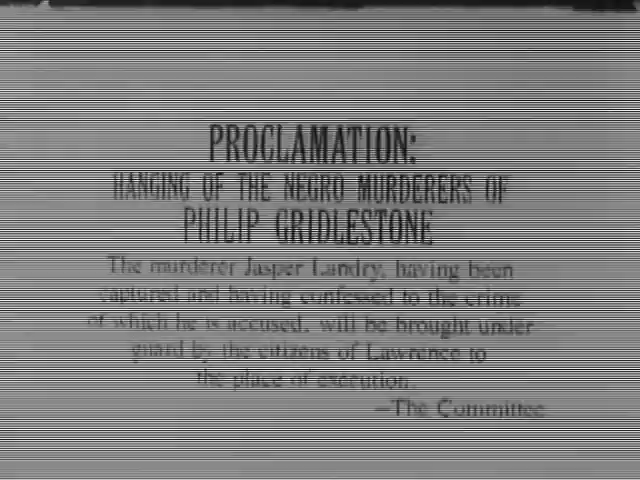 PROCLAMATION:
HANGING OF THE NEGRO MURDERERS OF
PHILIP GRIDLESTONE
The murderer Jasper Landry, having been
captured and having confessed to the crime
of which he is accused, will be brought under
guard by the citizens of Lawrence to
the place of execution.
—The Committee